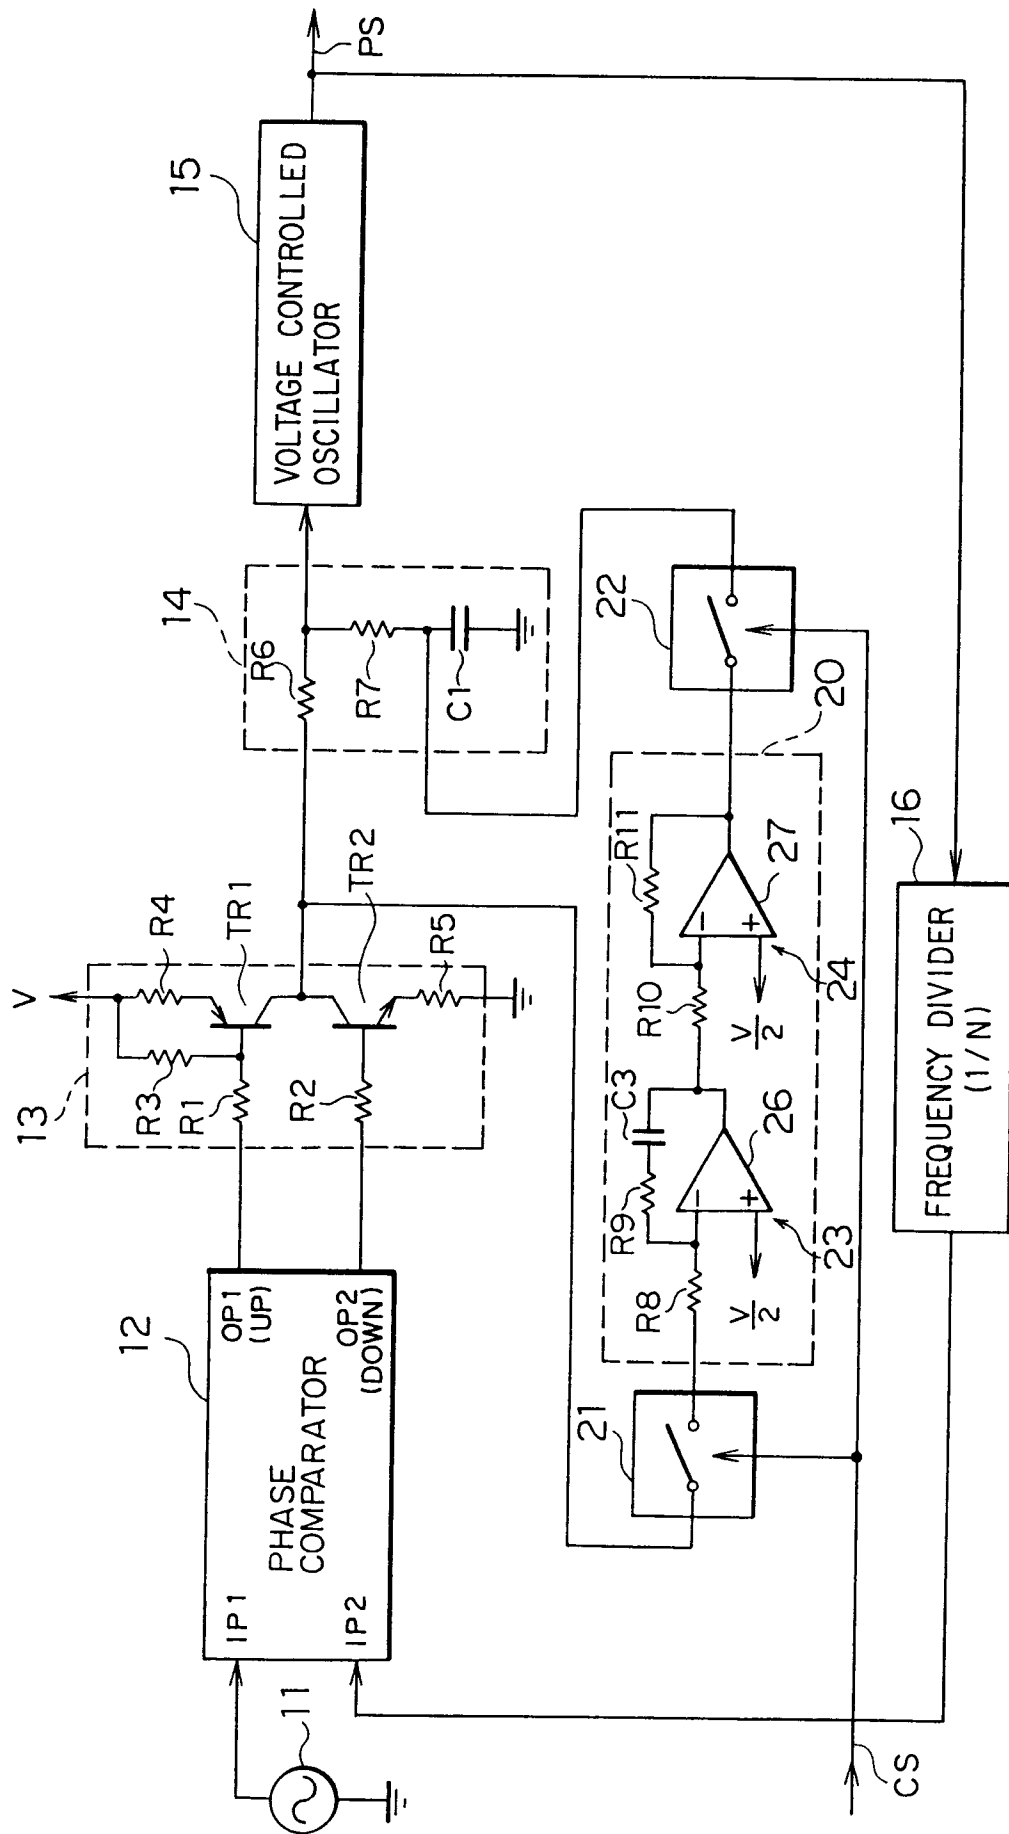 PS
15
VOLTAGE CONTROLLED
OSCILLATOR
14
R6
R7
C1
22
20
V
R4
TR1
TR2
R5
13
R3
R1
R2
R11
27
24
R10
V/2
C3
26
R9
23
R8
V/2
16
FREQUENCY DIVIDER
(1/N)
12
OP1
(UP)
OP2
(DOWN)
PHASE
COMPARATOR
IP1
IP2
21
11
CS